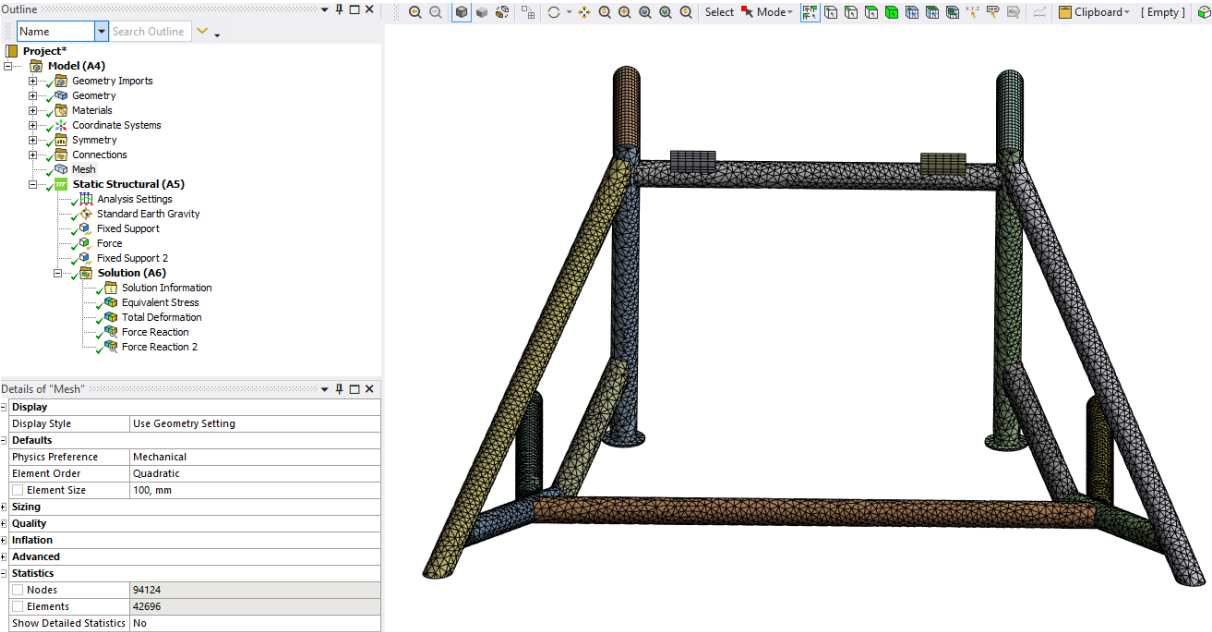 Outline
Select Mode Clipboard [Empty]
Name Search Outline
Project*
Model (A4)
Geometry Imports
Geometry
Materials
Coordinate Systems
Symmetry
Connections
Mesh
Static Structural (A5)
Analysis Settings
Standard Earth Gravity
Fixed Support
Force
Fixed Support 2
Solution (A6)
Solution Information
Equivalent Stress
Total Deformation
Force Reaction
Force Reaction 2
Details of "Mesh"
Display
Display Style Use Geometry Setting
Defaults
Physics Preference Mechanical
Element Order Quadratic
Element Size 100, mm
Sizing
Quality
Inflation
Advanced
Statistics
Nodes 94124
Elements 42696
Show Detailed Statistics No